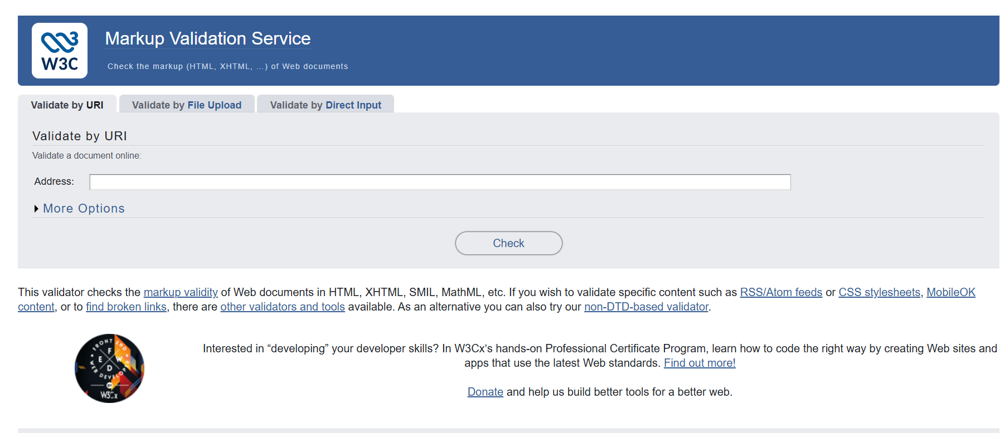 W3C
Markup Validation Service
Check the markup (HTML, XHTML, …) of Web documents
Validate by URI
Validate by File Upload
Validate by Direct Input
Validate by URI
Validate a document online:
Address:
More Options
Check
This validator checks the markup validity of Web documents in HTML, XHTML, SMIL, MathML, etc. If you wish to validate specific content such as RSS/Atom feeds or CSS stylesheets, MobileOK
content, or to find broken links, there are other validators and tools available. As an alternative you can also try our non-DTD-based validator.
FRONT END
WEB DEVELOPER
F
E W
D
BY
W3Cx
Interested in “developing” your developer skills? In W3Cx’s hands-on Professional Certificate Program, learn how to code the right way by creating Web sites and
apps that use the latest Web standards. Find out more!
Donate and help us build better tools for a better web.